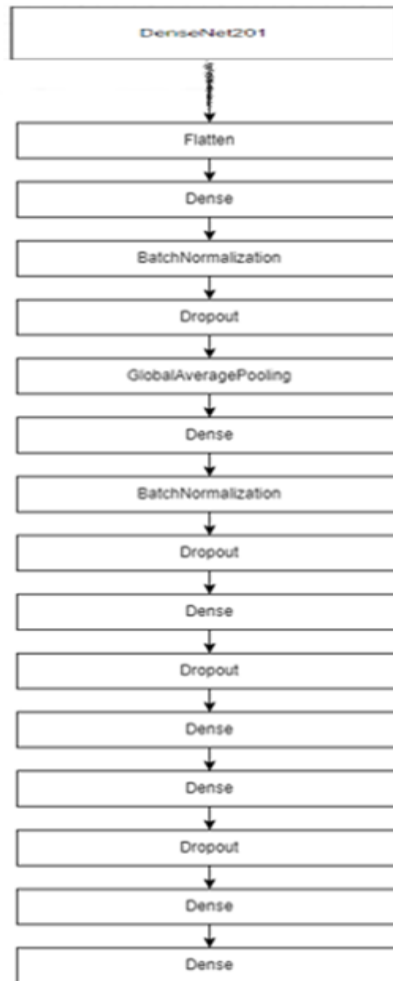 DenseNet201
Flatten
Dense
BatchNormalization
Dropout
GlobalAveragePooling
Dense
BatchNormalization
Dropout
Dense
Dropout
Dense
Dense
Dropout
Dense
Dense